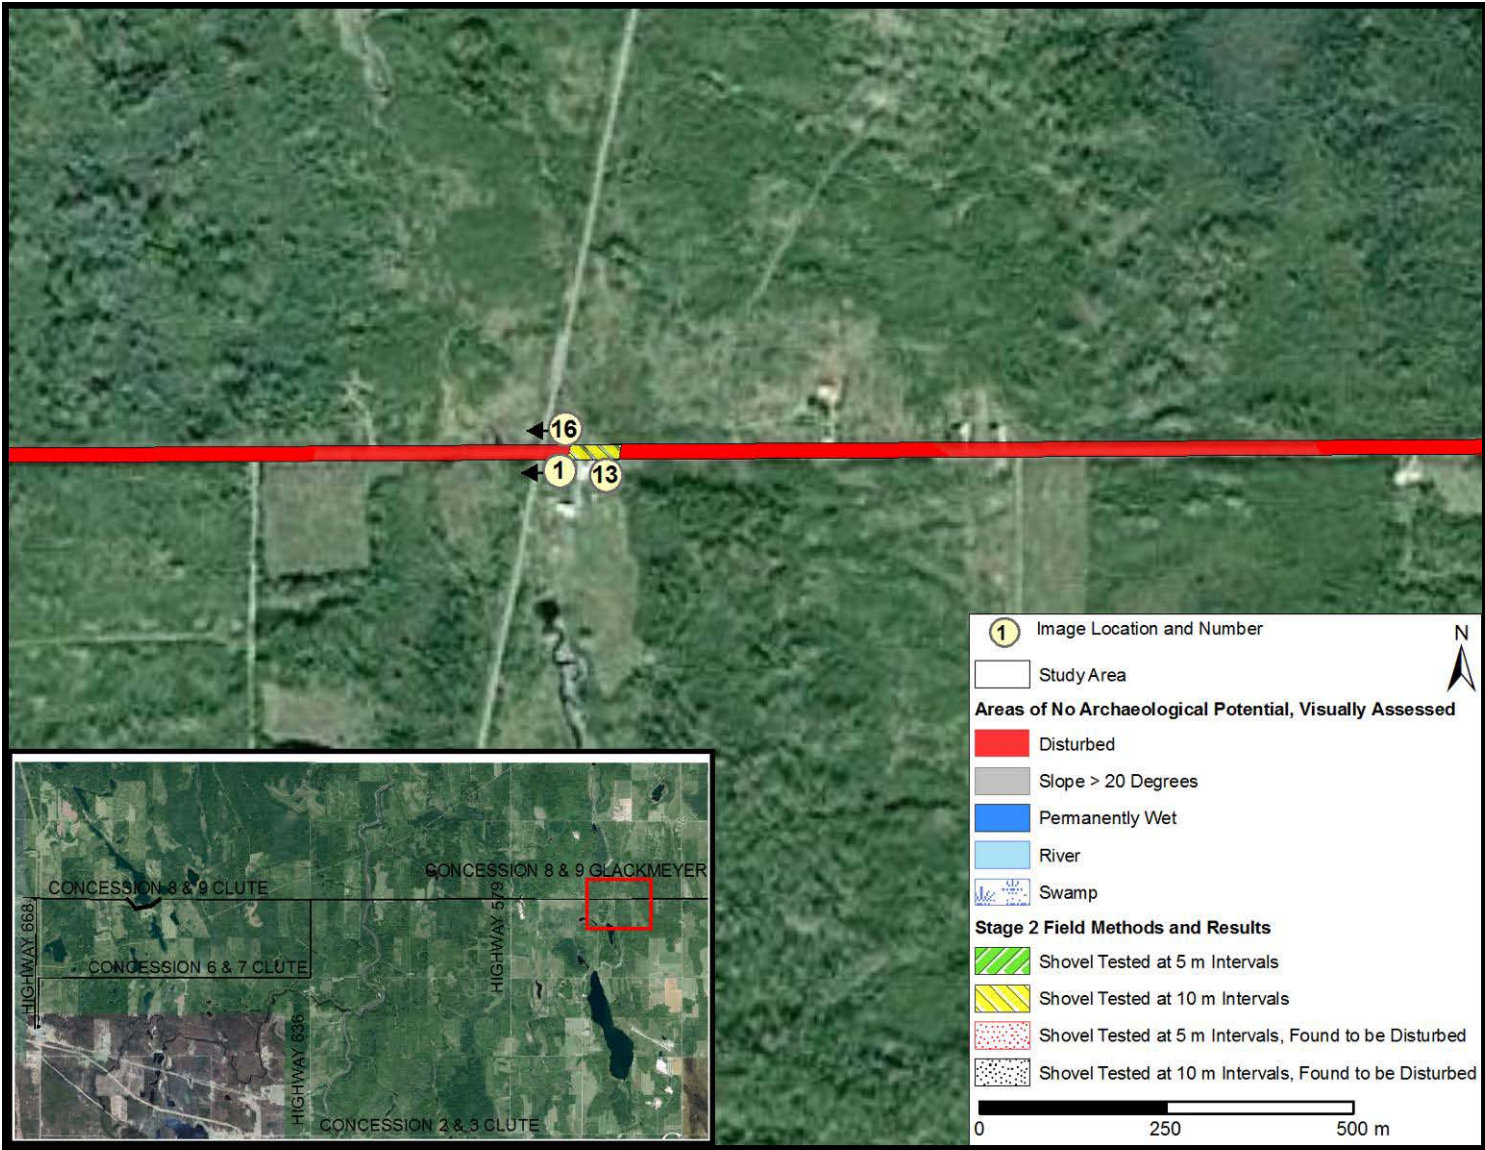 16
1
13
1 Image Location and Number
N
Study Area
Areas of No Archaeological Potential, Visually Assessed
Disturbed
Slope > 20 Degrees
Permanently Wet
River
Swamp
Stage 2 Field Methods and Results
Shovel Tested at 5 m Intervals
Shovel Tested at 10 m Intervals
Shovel Tested at 5 m Intervals, Found to be Disturbed
Shovel Tested at 10 m Intervals, Found to be Disturbed
0 250 500 m
CONCESSION 8 & 9 GLACKMEYER
CONCESSION 8 & 9 CLUTE
HIGHWAY 668
HIGHWAY 579
CONCESSION 6 & 7 CLUTE
HIGHWAY 636
CONCESSION 2 & 3 CLUTE